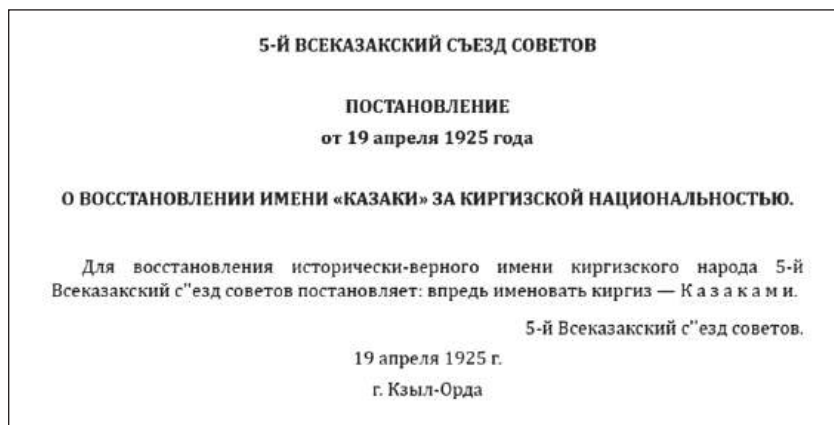 5-Й ВСЕКАЗАКСКИЙ СЪЕЗД СОВЕТОВ
ПОСТАНОВЛЕНИЕ
от 19 апреля 1925 года
О ВОССТАНОВЛЕНИИ ИМЕНИ «КАЗАКИ» ЗА КИРГИЗСКОЙ НАЦИОНАЛЬНОСТЬЮ.
Для восстановления исторически-верного имени киргизского народа 5-й
Всеказакский с"езд советов постановляет: впредь именовать киргиз — К а з а к а м и.
5-й Всеказакский с"езд советов.
19 апреля 1925 г.
г. Кзыл-Орда